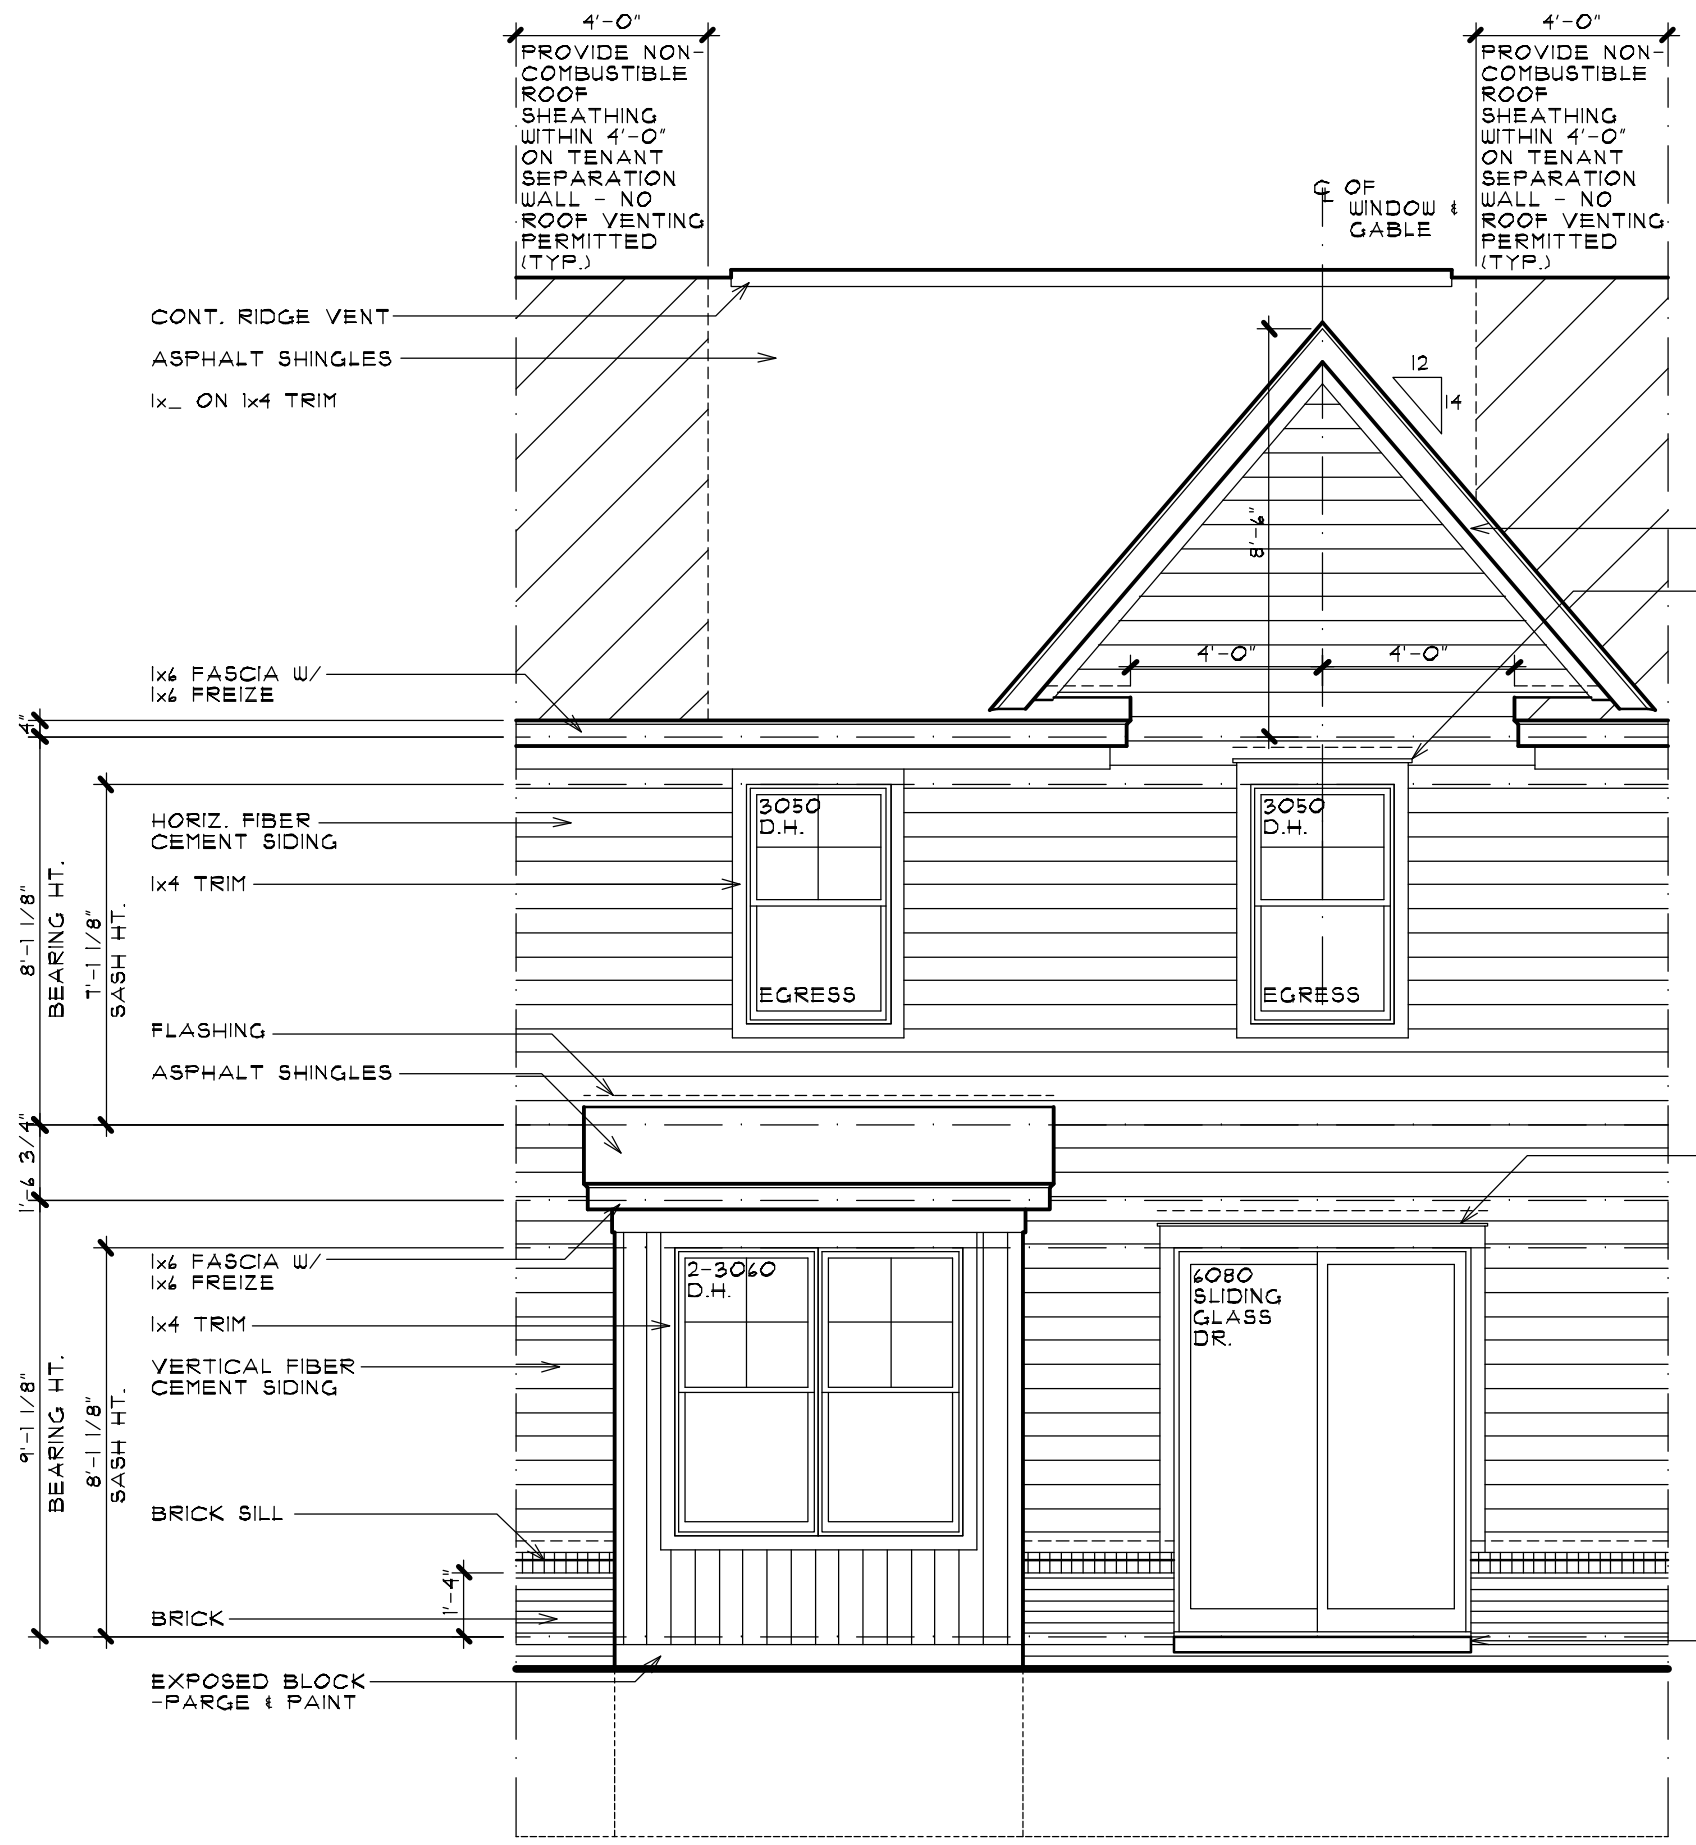 4'-0"
PROVIDE NON-
COMBUSTIBLE
ROOF
SHEATHING
WITHIN 4'-0"
ON TENANT
SEPARATION
WALL - NO
ROOF VENTING
PERMITTED
(TYP.)
4'-0"
PROVIDE NON-
COMBUSTIBLE
ROOF
SHEATHING
WITHIN 4'-0"
ON TENANT
SEPARATION
WALL - NO
ROOF VENTING
PERMITTED
(TYP.)
℄ OF
WINDOW &
GABLE
CONT. RIDGE VENT
ASPHALT SHINGLES
1x_ ON 1x4 TRIM
12
14
8'-6"
4'-0"
4'-0"
1x6 FASCIA W/
1x6 FREIZE
4"
8'-1 1/8"
BEARING HT.
7'-1 1/8"
SASH HT.
HORIZ. FIBER
CEMENT SIDING
1x4 TRIM
3050
D.H.
EGRESS
3050
D.H.
EGRESS
FLASHING
ASPHALT SHINGLES
1'-6 3/4"
1x6 FASCIA W/
1x6 FREIZE
1x4 TRIM
VERTICAL FIBER
CEMENT SIDING
9'-1 1/8"
BEARING HT.
8'-1 1/8"
SASH HT.
2-3060
D.H.
6080
SLIDING
GLASS
DR.
BRICK SILL
1'-4"
BRICK
EXPOSED BLOCK
-PARGE & PAINT